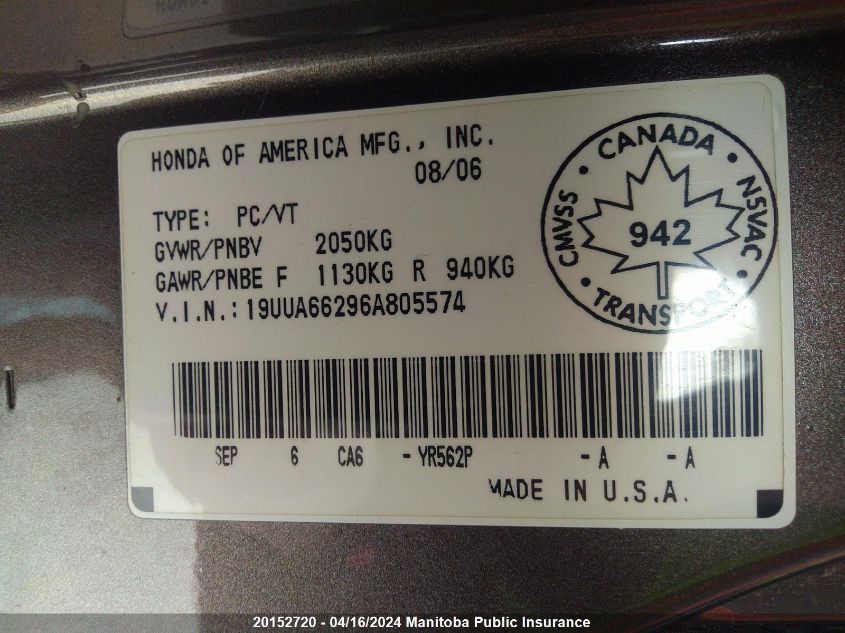 HONDA OF AMERICA MFG., INC.
08/06
TYPE: PC/VT
GVWR/PNBV 2050KG
GAWR/PNBE F 1130KG R 940KG
V.I.N.: 19UUA66296A805574
CANADA
CMVSS
942
NSVAC
TRANSPORT
SEP 6 CA6 - YR562P - A - A
MADE IN U.S.A.
20152720 - 04/16/2024 Manitoba Public Insurance